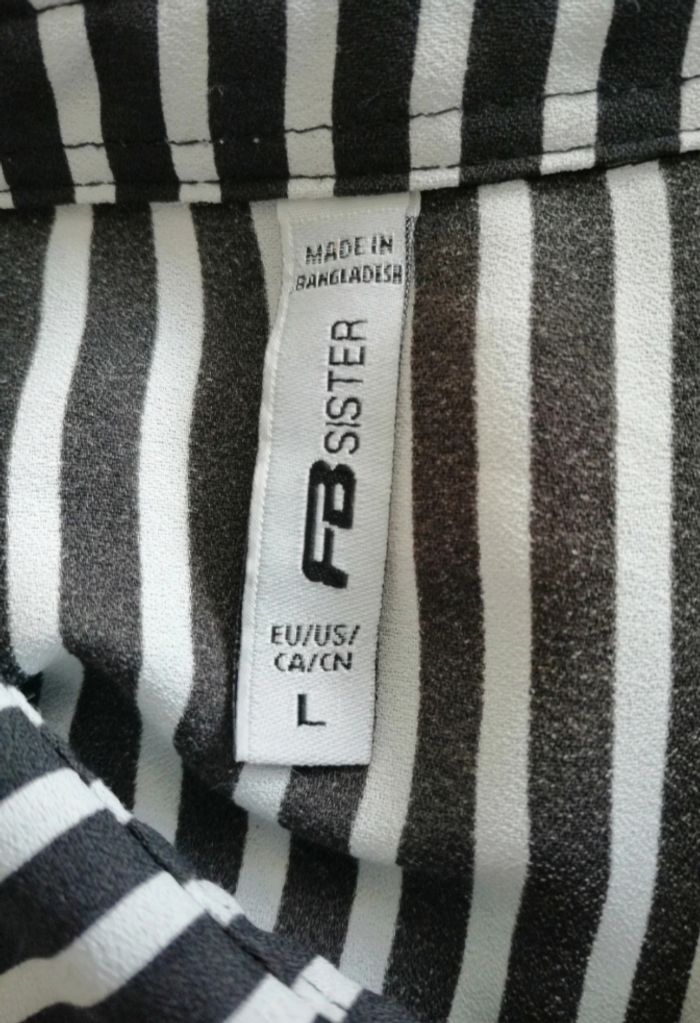 MADE IN
BANGLADESH
FB SISTER
EU/US/
CA/CN
L